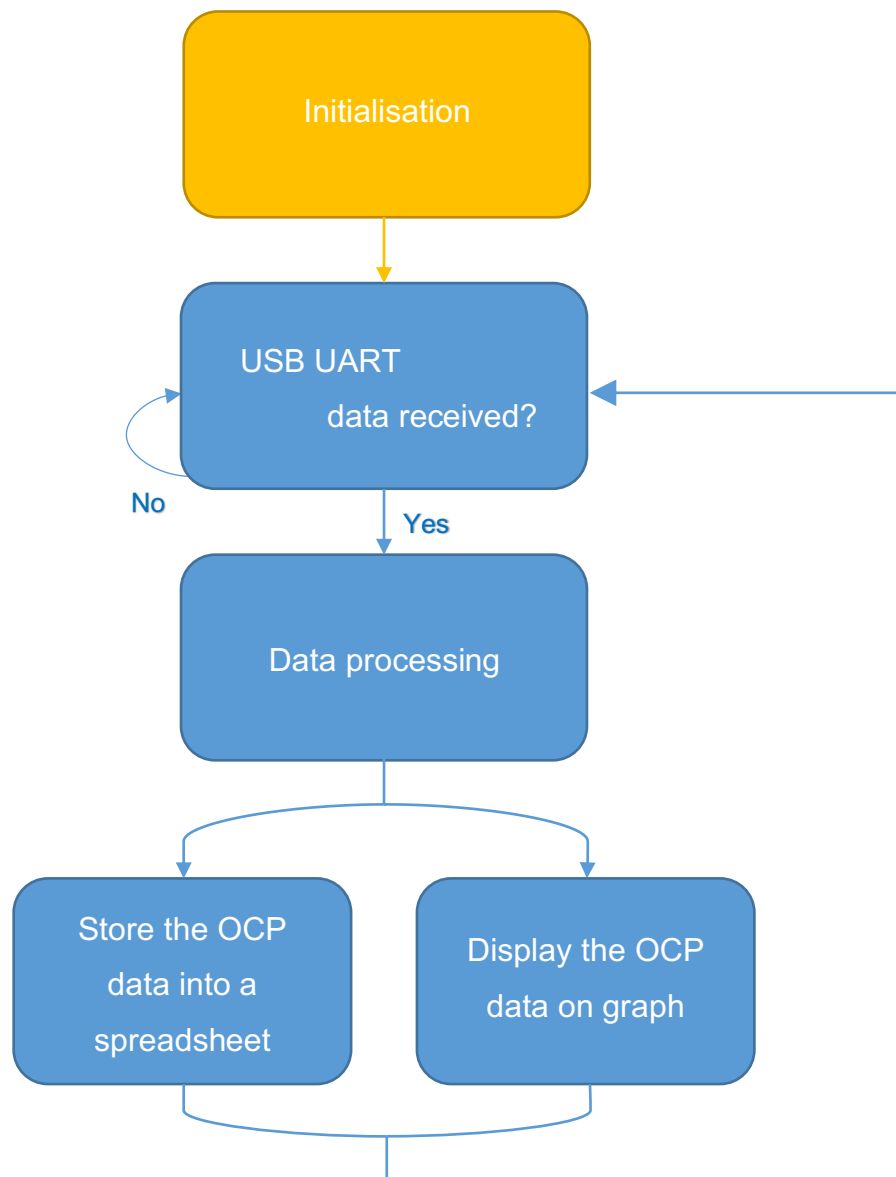 Initialisation
USB UART
data received?
No
Yes
Data processing
Store the OCP
data into a
spreadsheet
Display the OCP
data on graph